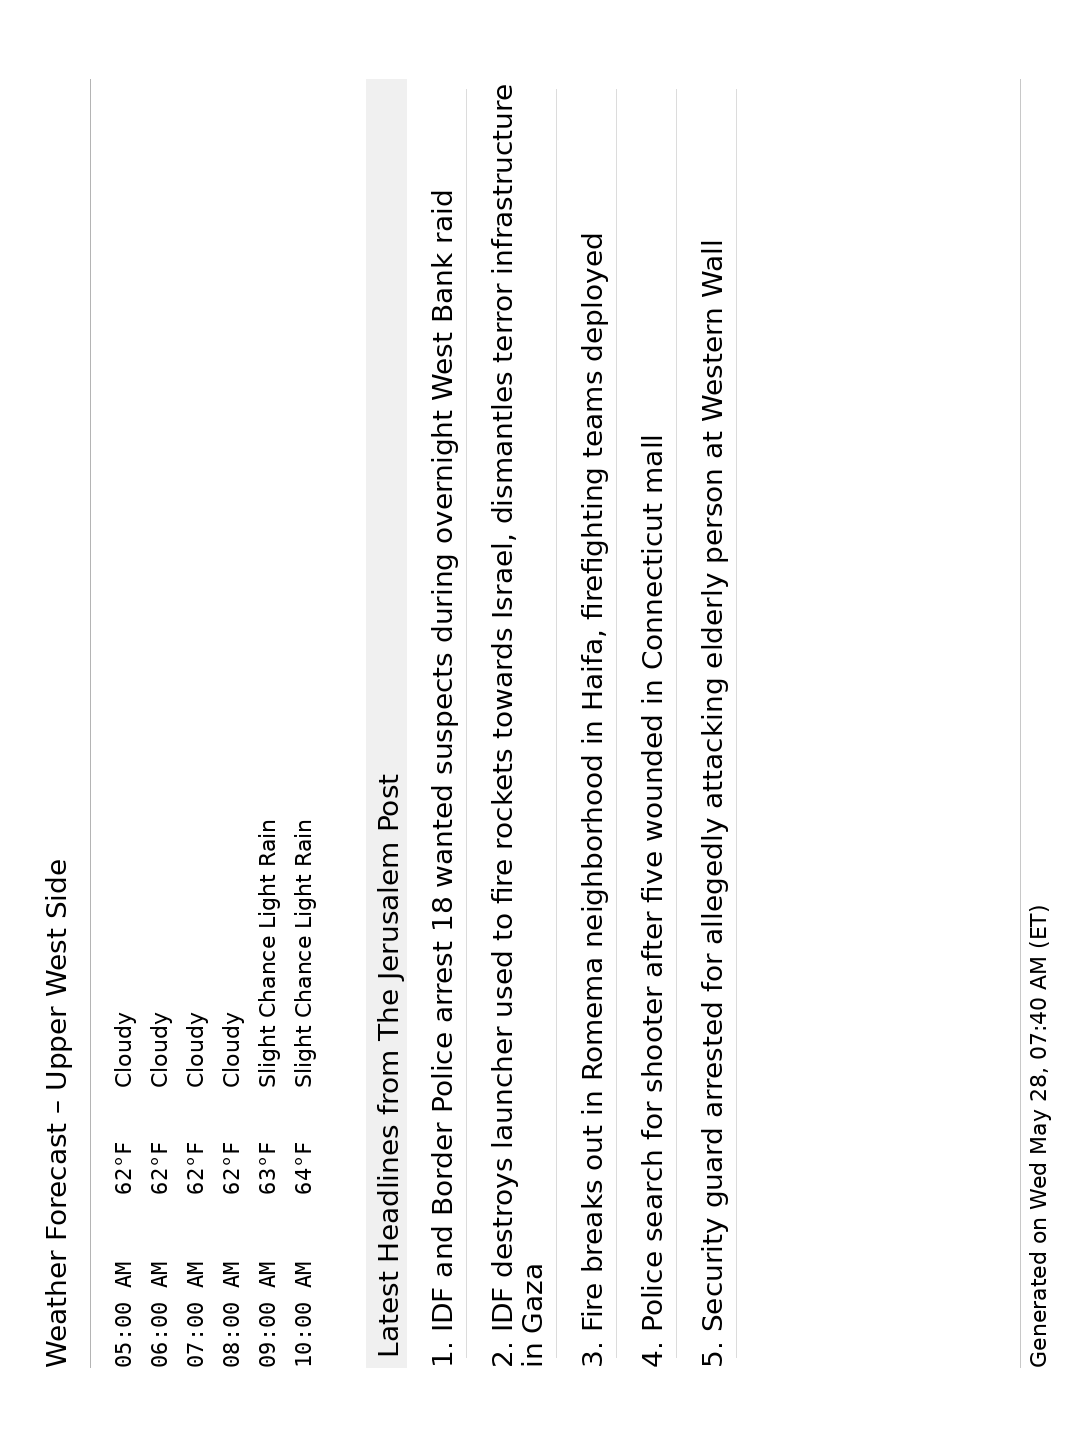 Weather Forecast – Upper West Side
05:00 AM 62°F Cloudy
06:00 AM 62°F Cloudy
07:00 AM 62°F Cloudy
08:00 AM 62°F Cloudy
09:00 AM 63°F Slight Chance Light Rain
10:00 AM 64°F Slight Chance Light Rain
Latest Headlines from The Jerusalem Post
1. IDF and Border Police arrest 18 wanted suspects during overnight West Bank raid
2. IDF destroys launcher used to fire rockets towards Israel, dismantles terror infrastructure
in Gaza
3. Fire breaks out in Romema neighborhood in Haifa, firefighting teams deployed
4. Police search for shooter after five wounded in Connecticut mall
5. Security guard arrested for allegedly attacking elderly person at Western Wall
Generated on Wed May 28, 07:40 AM (ET)